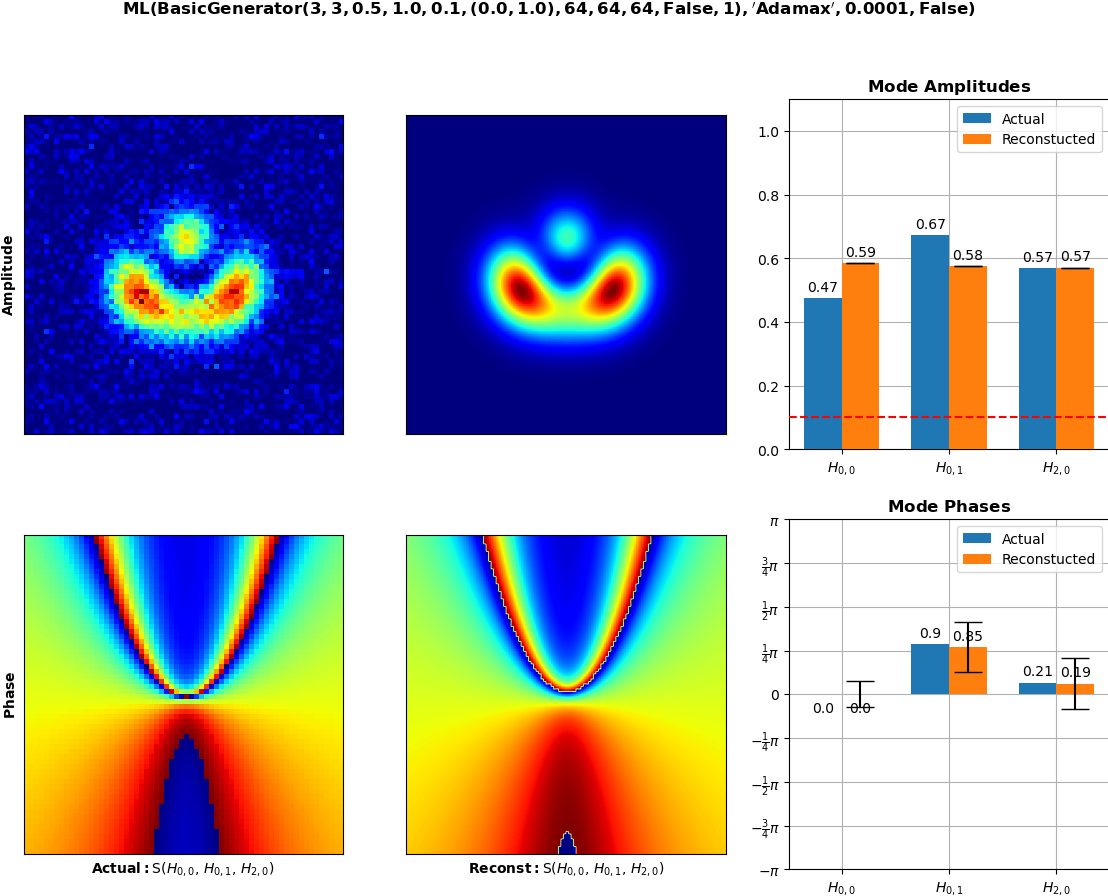 ML(BasicGenerator(3, 3, 0.5, 1.0, 0.1, (0.0, 1.0), 64, 64, 64, False, 1), ′Adamax′, 0.0001, False)
Amplitude
Mode Amplitudes
Actual
Reconstucted
1.0
0.8
0.6
0.4
0.2
0.0
0.47
0.59
0.67
0.58
0.57
0.57
H0,0
H0,1
H2,0
Phase
Actual: S(H0,0, H0,1, H2,0)
Reconst: S(H0,0, H0,1, H2,0)
Mode Phases
Actual
Reconstucted
π
3/4π
1/2π
1/4π
0
−1/4π
−1/2π
−3/4π
−π
0.0
0.0
0.9
0.85
0.21
0.19
H0,0
H0,1
H2,0